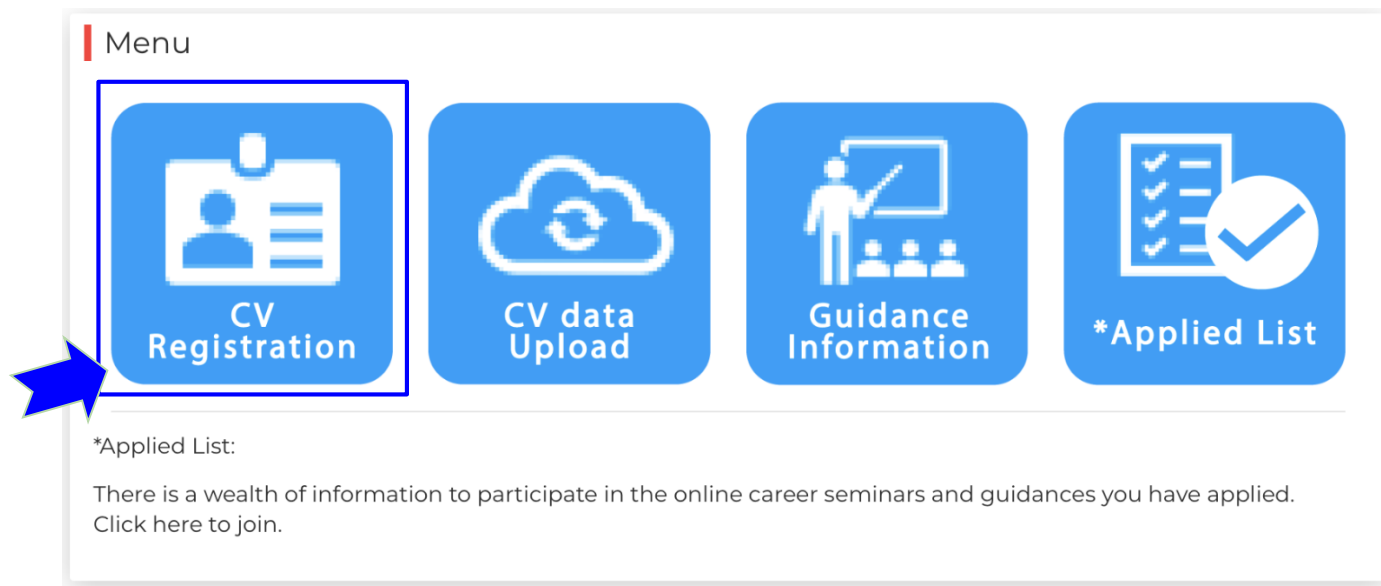 Menu
CV
Registration
CV data
Upload
Guidance
Information
*Applied List
*Applied List:
There is a wealth of information to participate in the online career seminars and guidances you have applied.
Click here to join.